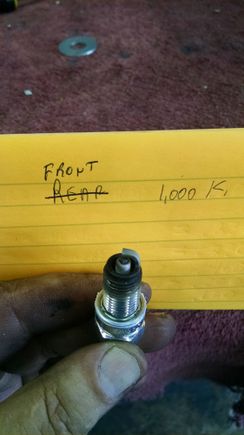 FRONT
REAR 1,000 K.